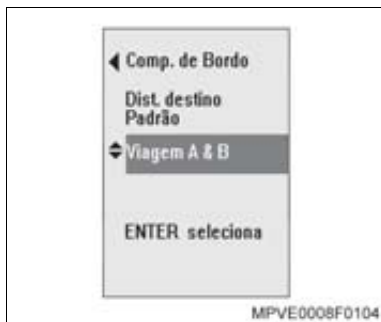 Comp. de Bordo
Dist. destino
Padrão
Viagem A & B
ENTER seleciona
MPVE0008F0104